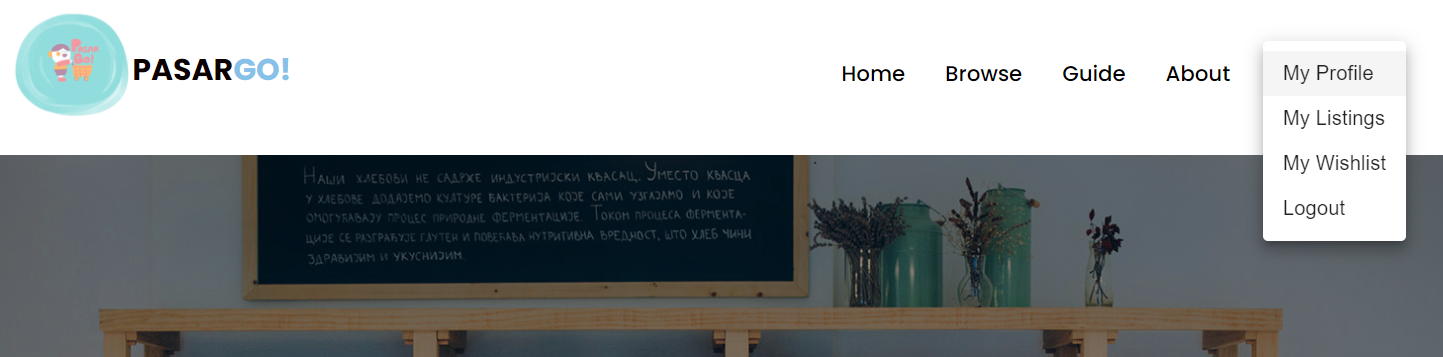 PASAR
GO!
PASARGO!
Home
Browse
Guide
About
My Profile
My Listings
My Wishlist
Logout
НАШИ ХЛЕБОВИ НЕ САДРЖЕ ИНДУСТРИЈСКИ КВАСАЦ. УМЕСТО КВАСЦА
У ХЛЕБОВЕ ДОДАЈЕМО КУЛТУРЕ БАКТЕРИЈА КОЈЕ САМИ УЗГАЈАМО И КОЈЕ
ОМОГУЋАВАЈУ ПРОЦЕС ПРИРОДНЕ ФЕРМЕНТАЦИЈЕ. ТОКОМ ПРОЦЕСА ФЕРМЕНТА-
ЦИЈЕ СЕ РАЗГРАЂУЈЕ ГЛУТЕН И ПОВЕЋАВА НУТРИТИВНА ВРЕДНОСТ, ШТО ХЛЕБ ЧИНИ
ЗДРАВИЈИМ И УКУСНИЈИМ.